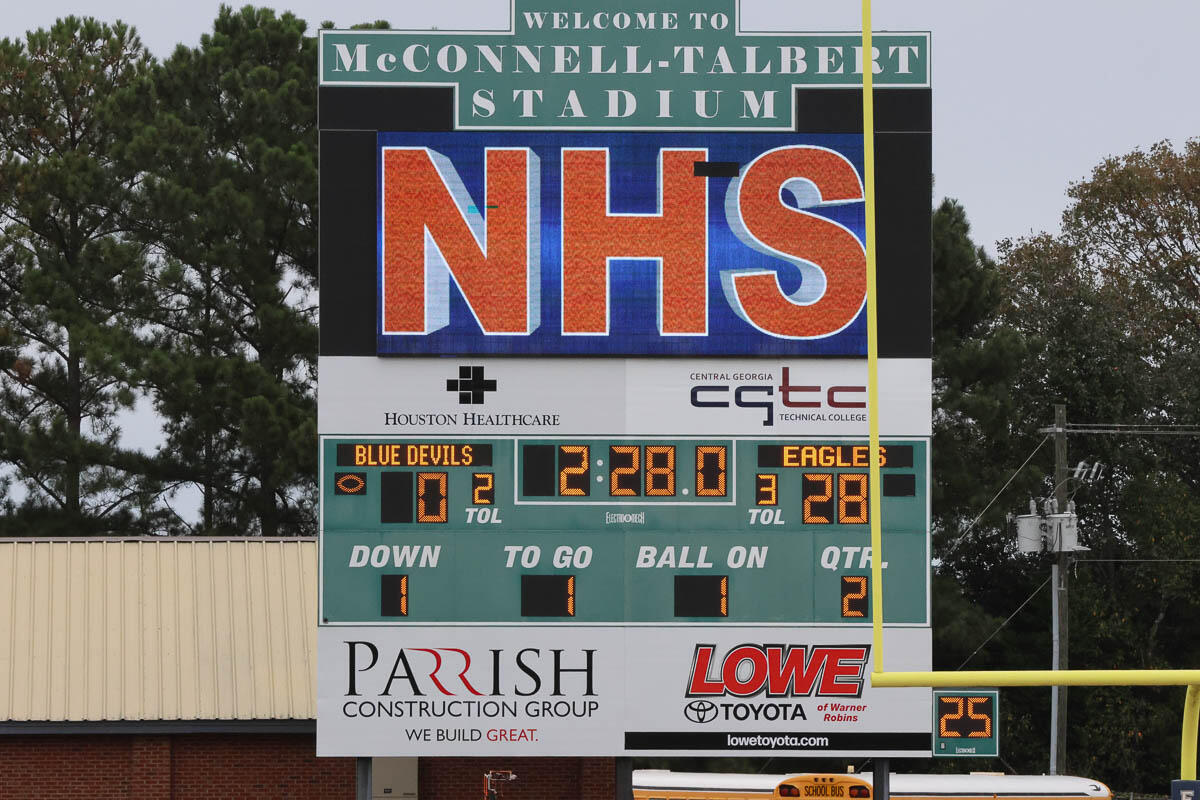 WELCOME TO
McCONNELL-TALBERT
STADIUM
NHS
HOUSTON HEALTHCARE
CENTRAL GEORGIA
cgtc
TECHNICAL COLLEGE
BLUE DEVILS
2:28.0
EAGLES
0 2
3 28
TOL
ELECTRO-MECH
TOL
DOWN TO GO BALL ON QTR.
1 1 1 2
PARRISH
CONSTRUCTION GROUP
WE BUILD GREAT.
LOWE
TOYOTA of Warner Robins
lowetoyota.com
25
SCHOOL BUS